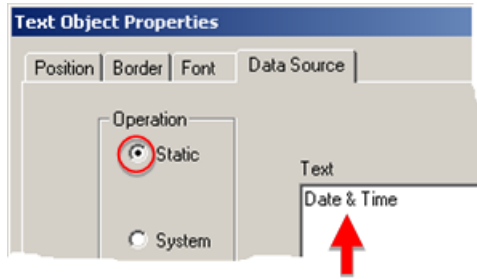 Text Object Properties
Position Border Font Data Source
Operation
Static
Text
Date & Time
System